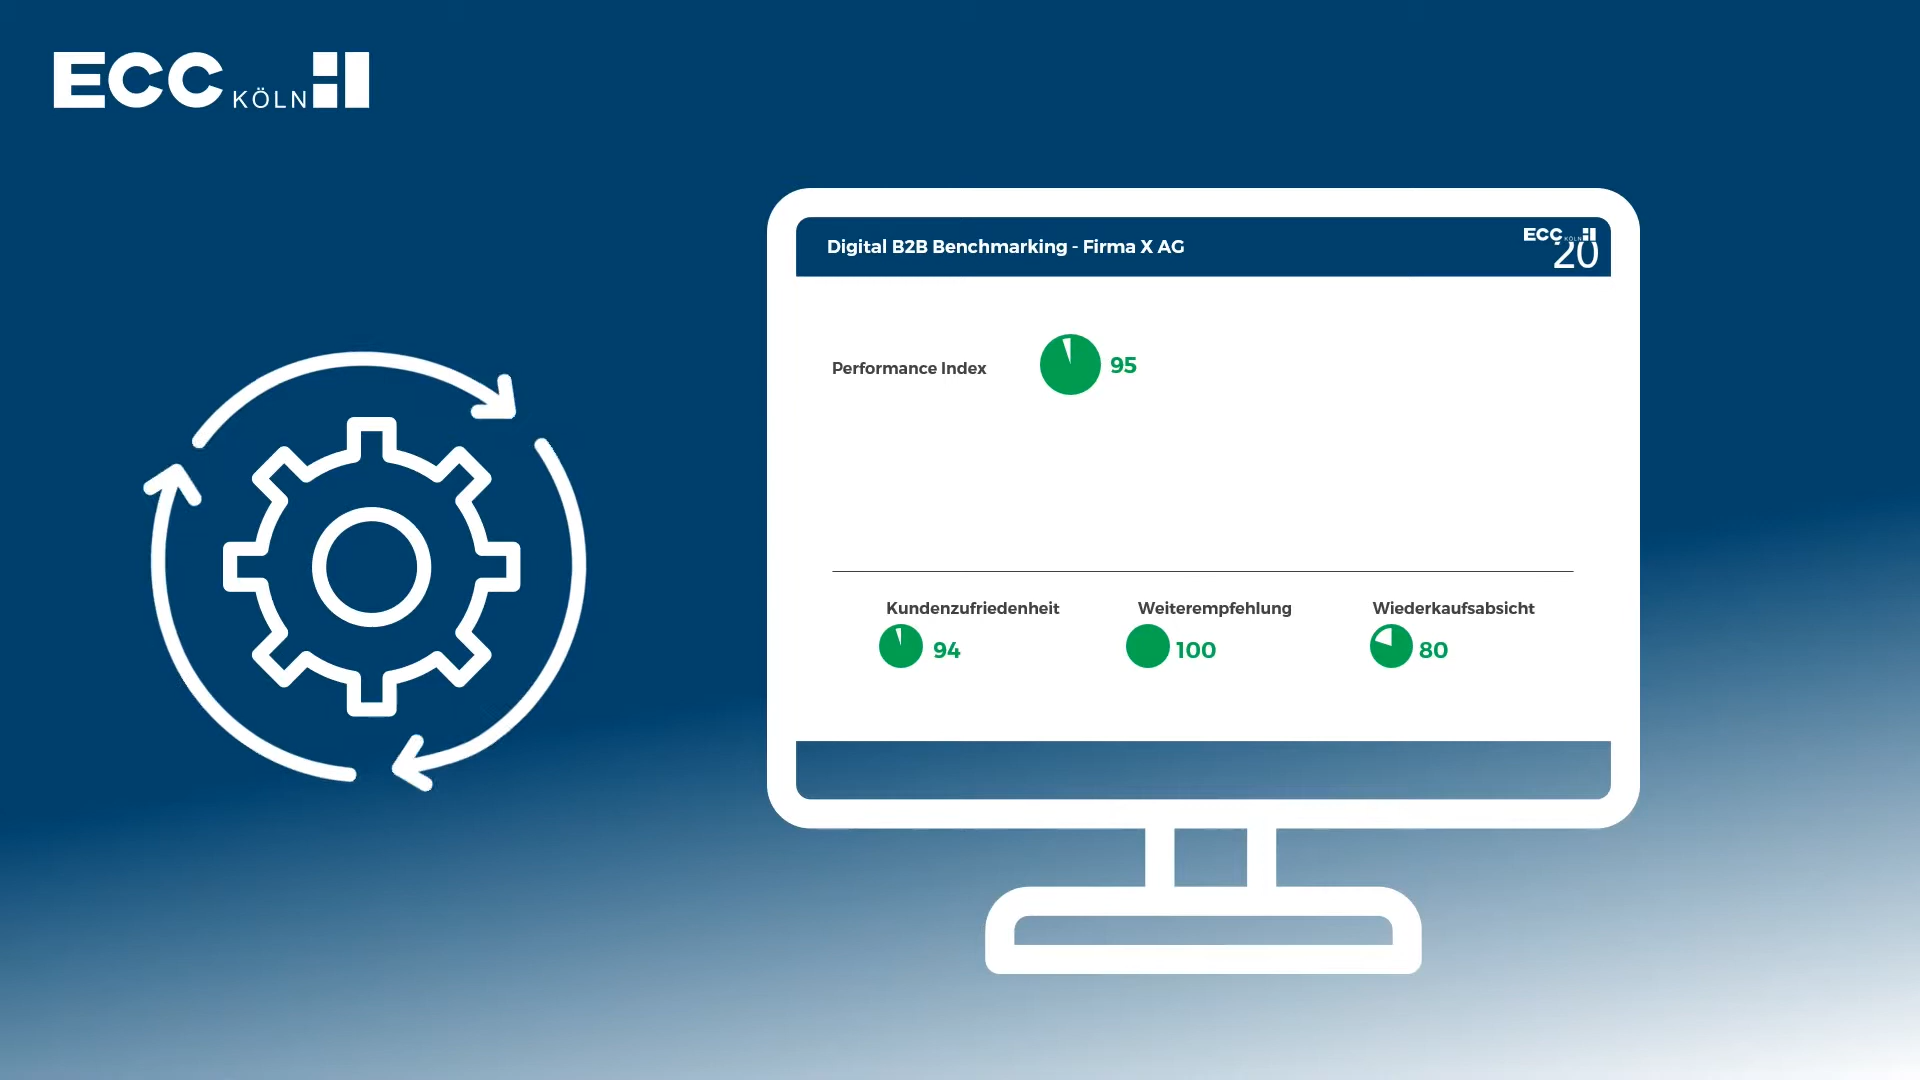 ECC KÖLN
Digital B2B Benchmarking - Firma X AG
ECC KÖLN
20
Performance Index
95
Kundenzufriedenheit
Weiterempfehlung
Wiederkaufsabsicht
94
100
80